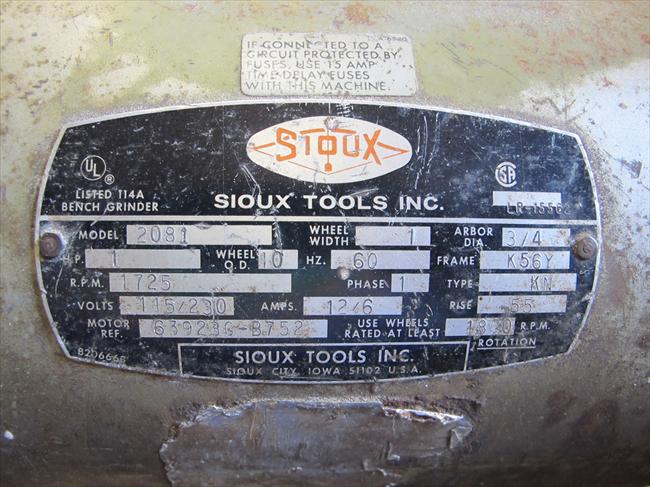 IF CONNECTED TO A
CIRCUIT PROTECTED BY
FUSES, USE 15 AMP
TIME DELAY FUSES
WITH THIS MACHINE.
SIOUX
UL
LISTED 114A
BENCH GRINDER
SIOUX TOOLS INC.
SA
MODEL 2081 WHEEL WIDTH 1 ARBOR DIA. 3/4
H.P. 1 WHEEL O.D. 10 HZ. 60 FRAME K56Y
R.P.M. 1725 PHASE 1 TYPE KN
VOLTS 115/230 AMPS. 12/6 RISE 55
MOTOR REF. USE WHEELS RATED AT LEAST R.P.M.
ROTATION
SIOUX TOOLS INC.
SIOUX CITY, IOWA 51102 U.S.A.